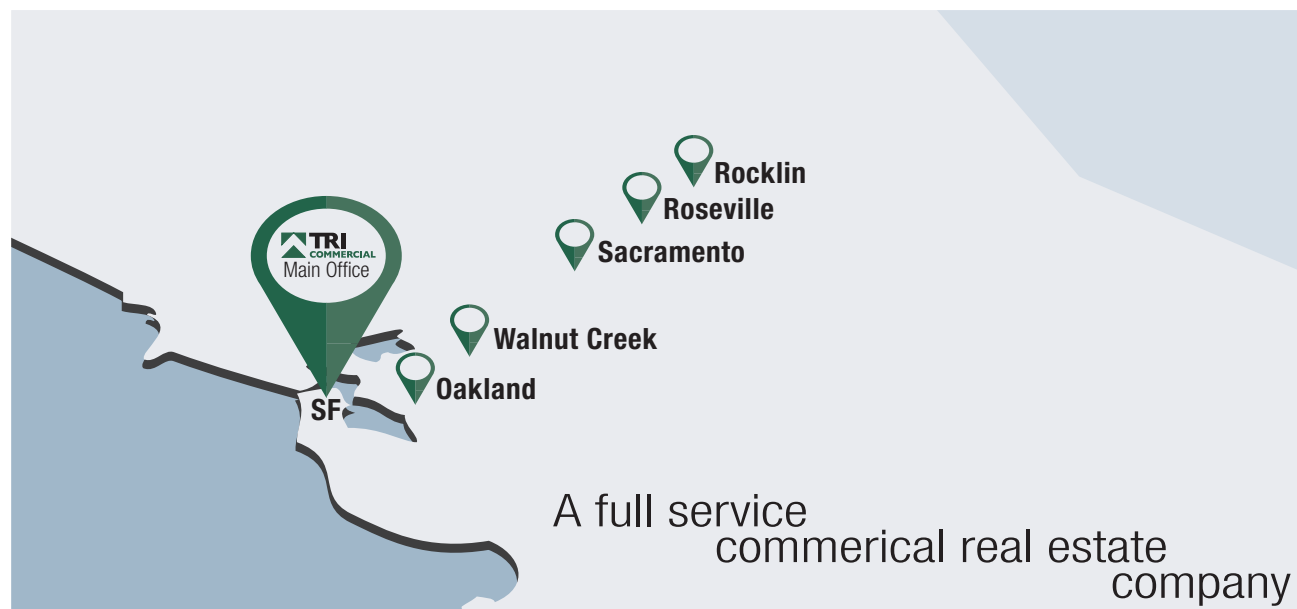 Rocklin
Roseville
TRI
COMMERCIAL
Main Office
Sacramento
Walnut Creek
Oakland
SF
A full service
commerical real estate
company